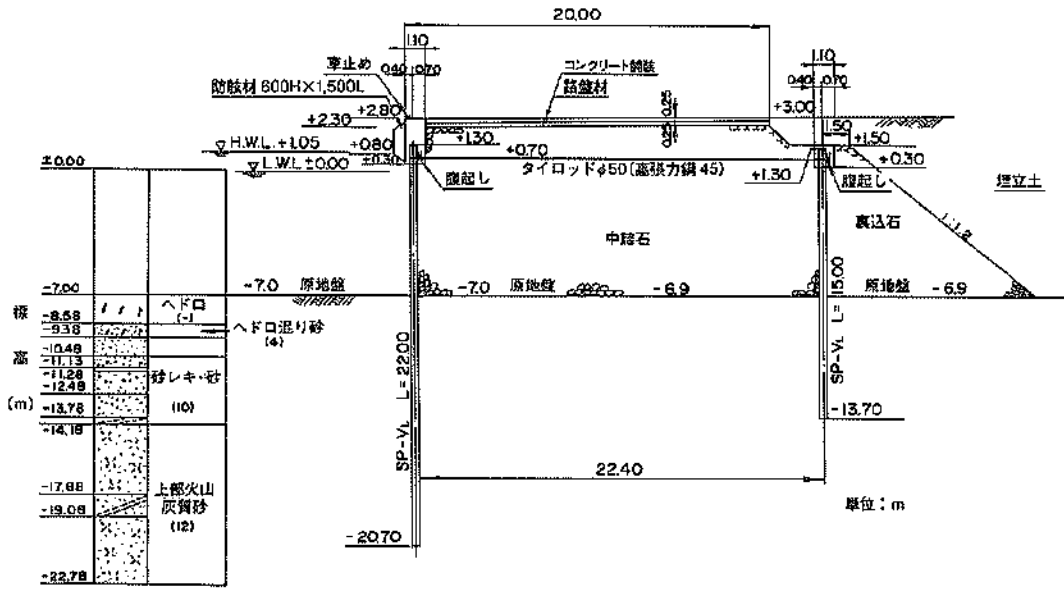 20.00
1.10
車止め
0.40 0.70
コンクリート舗装
路盤材
防舷材 600H×1,500L
+2.80
+2.30
0.25
0.25
+3.00
1.10
0.40 0.70
1.50
+1.50
H.W.L.+1.05
+0.80
+1.30
L.W.L.±0.00
±0.30
+0.70
+0.30
±0.00
腹起し
タイロッドφ50(高張力鋼45)
+1.30
腹起し
埋立土
裏込石
1:1.2
中詰石
-7.00
-7.0
原地盤
-7.0
原地盤
-6.9
原地盤
-6.9
標
高
(m)
ヘドロ
(-)
-8.58
-9.38
ヘドロ混り砂
(4)
-10.48
-11.13
-11.28
-12.48
砂レキ・砂
(10)
-13.78
-14.18
SP-VL L=22.00
SP-VL L=15.00
-13.70
22.40
-17.88
-19.08
上部火山
灰質砂
(12)
単位:m
-20.70
-22.78